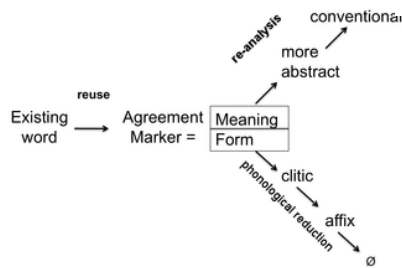 conventional
re-analysis
more
abstract
reuse
Existing
word
Agreement
Marker =
Meaning
Form
clitic
phonological reduction
affix
ø